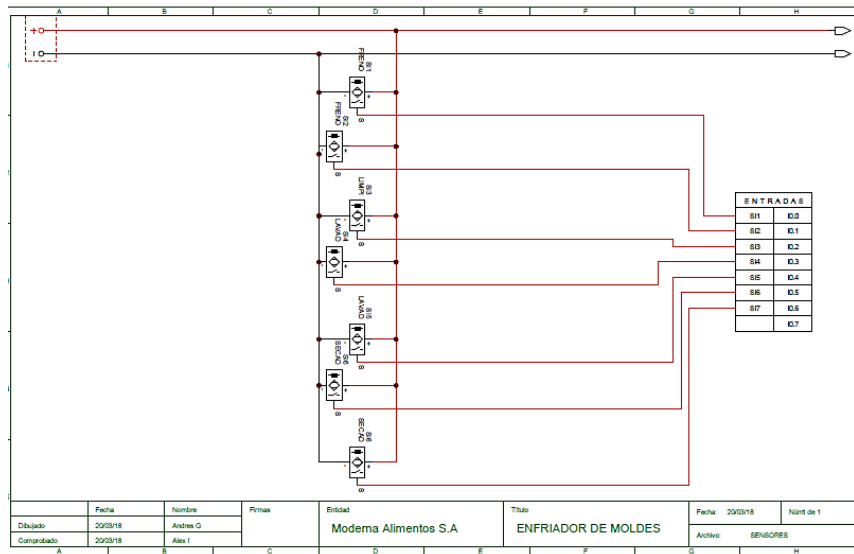 A B C D E F G H
+
-
SI1
FRENO
- +
S
SI2
FRENO
- +
S
SI3
LIMPI
- +
S
SI4
LAVAD
- +
S
SI5
LAVAD
- +
S
SI6
SECAD
- +
S
SI6
SECAD
- +
S
ENTRADAS
SI1 I0.0
SI2 I0.1
SI3 I0.2
SI4 I0.3
SI5 I0.4
SI6 I0.5
SI7 I0.6
I0.7
Fecha Nombre Firmas
Dibujado 20/03/18 Andres G
Comprobado 20/03/18 Alex I
Entidad
Moderna Alimentos S.A
Título
ENFRIADOR DE MOLDES
Fecha: 20/03/18
Archivo: SENSORES
de 1
A B C D E F G H